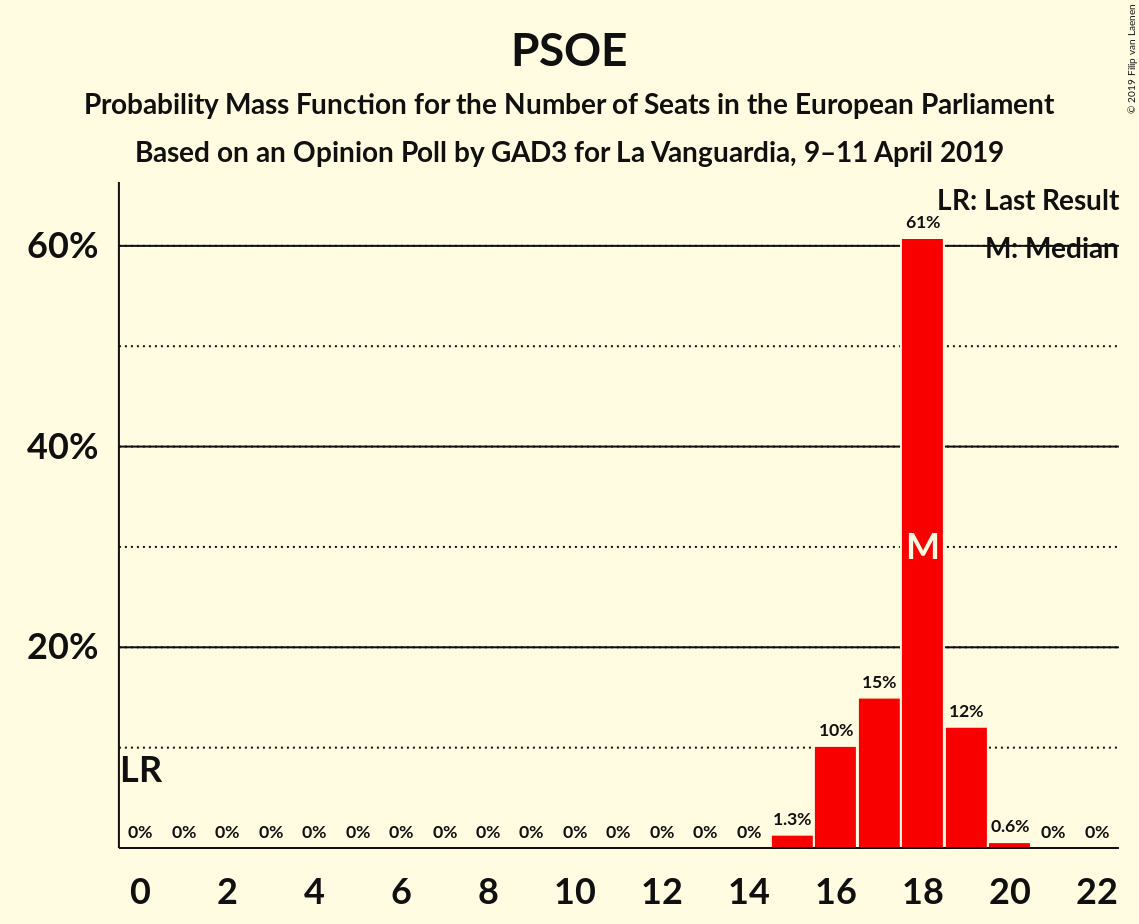 PSOE
Probability Mass Function for the Number of Seats in the European Parliament
Based on an Opinion Poll by GAD3 for La Vanguardia, 9–11 April 2019
© 2019 Filip van Laenen
LR: Last Result
M: Median
60%
40%
20%
61%
M
15%
12%
10%
LR
1.3%
0.6%
0% 0% 0% 0% 0% 0% 0% 0% 0% 0% 0% 0% 0% 0% 0% 0% 0%
0 2 4 6 8 10 12 14 16 18 20 22